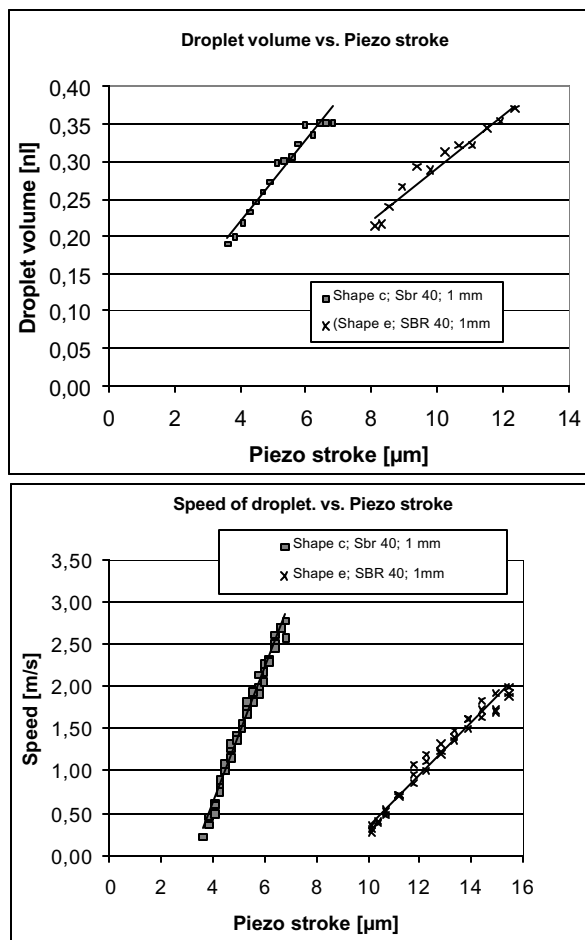 Droplet volume vs. Piezo stroke
0,40
0,35
0,30
0,25
0,20
0,15
0,10
0,05
0,00
Droplet volume [nl]
Shape c; Sbr 40; 1 mm
(Shape e; SBR 40; 1mm
0 2 4 6 8 10 12 14
Piezo stroke [µm]
Speed of droplet. vs. Piezo stroke
Shape c; Sbr 40; 1 mm
Shape e; SBR 40; 1mm
3,50
3,00
2,50
2,00
1,50
1,00
0,50
0,00
Speed [m/s]
0 2 4 6 8 10 12 14 16
Piezo stroke [µm]